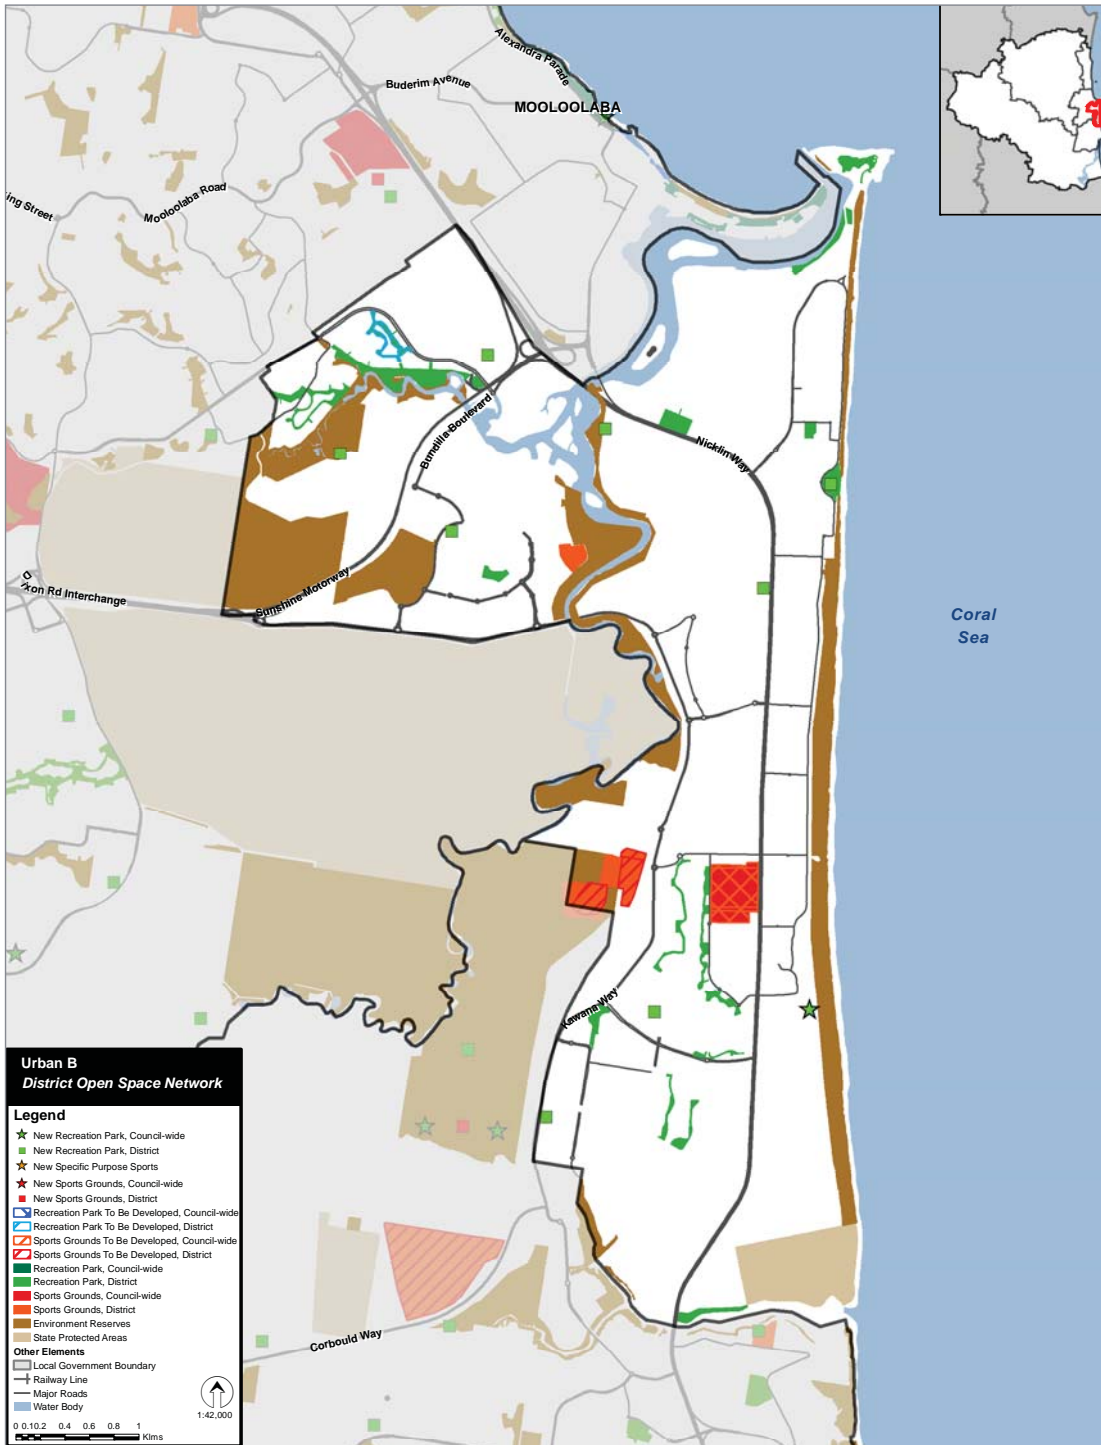 Alexandra Parade
Buderim Avenue
MOOLOOLABA
Mooloolaba Road
ing Street
Bundilla Boulevard
Nicklin Way
Dixon Rd Interchange
Sunshine Motorway
Coral
Sea
Kawana Way
Corbould Way
Urban B
District Open Space Network
Legend
New Recreation Park, Council-wide
New Recreation Park, District
New Specific Purpose Sports
New Sports Grounds, Council-wide
New Sports Grounds, District
Recreation Park To Be Developed, Council-wide
Recreation Park To Be Developed, District
Sports Grounds To Be Developed, Council-wide
Sports Grounds To Be Developed, District
Recreation Park, Council-wide
Recreation Park, District
Sports Grounds, Council-wide
Sports Grounds, District
Environment Reserves
State Protected Areas
Other Elements
Local Government Boundary
Railway Line
Major Roads
Water Body
1:42,000
0 0.10.2 0.4 0.6 0.8 1
Klms